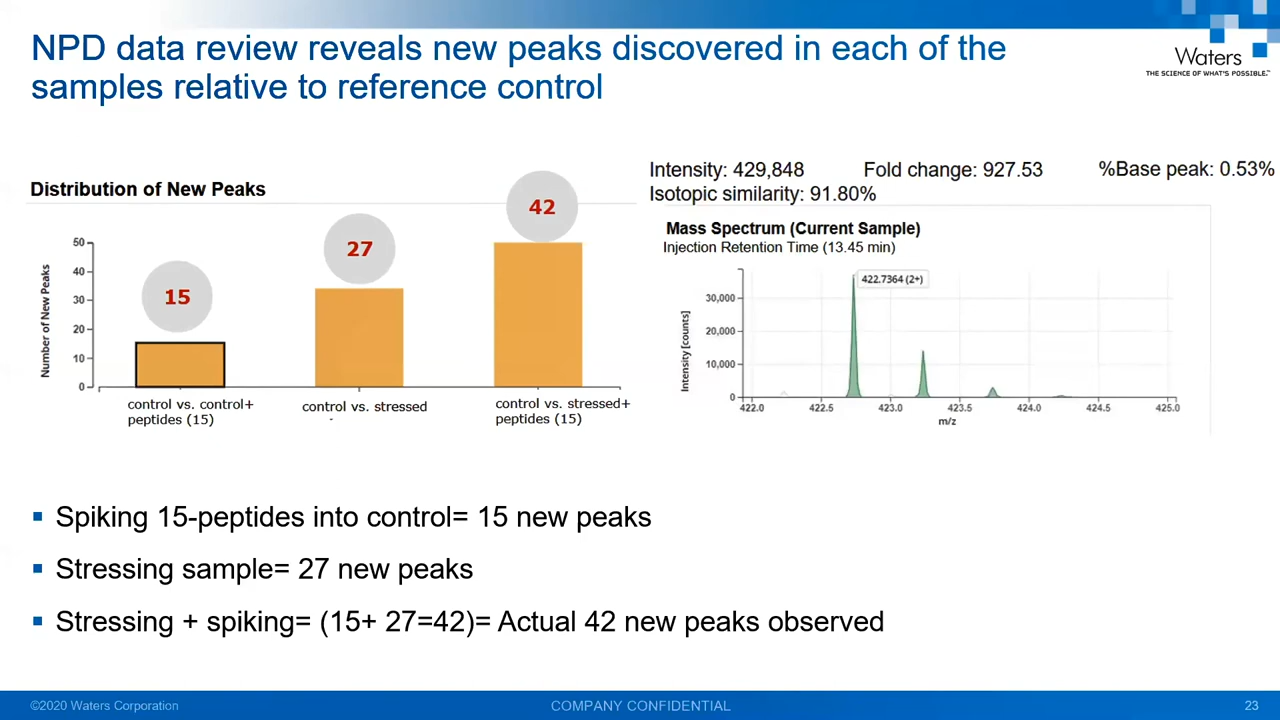 NPD data review reveals new peaks discovered in each of the
samples relative to reference control
Waters
THE SCIENCE OF WHAT'S POSSIBLE.™
Distribution of New Peaks
Number of New Peaks
50
40
30
20
10
0
15
27
42
control vs. control+
peptides (15)
control vs. stressed
control vs. stressed+
peptides (15)
Intensity: 429,848 Fold change: 927.53 %Base peak: 0.53%
Isotopic similarity: 91.80%
Mass Spectrum (Current Sample)
Injection Retention Time (13.45 min)
422.7364 (2+)
Intensity [counts]
30,000
20,000
10,000
0
422.0 422.5 423.0 423.5 424.0 424.5 425.0
m/z
▪ Spiking 15-peptides into control= 15 new peaks
▪ Stressing sample= 27 new peaks
▪ Stressing + spiking= (15+ 27=42)= Actual 42 new peaks observed
©2020 Waters Corporation
COMPANY CONFIDENTIAL
23